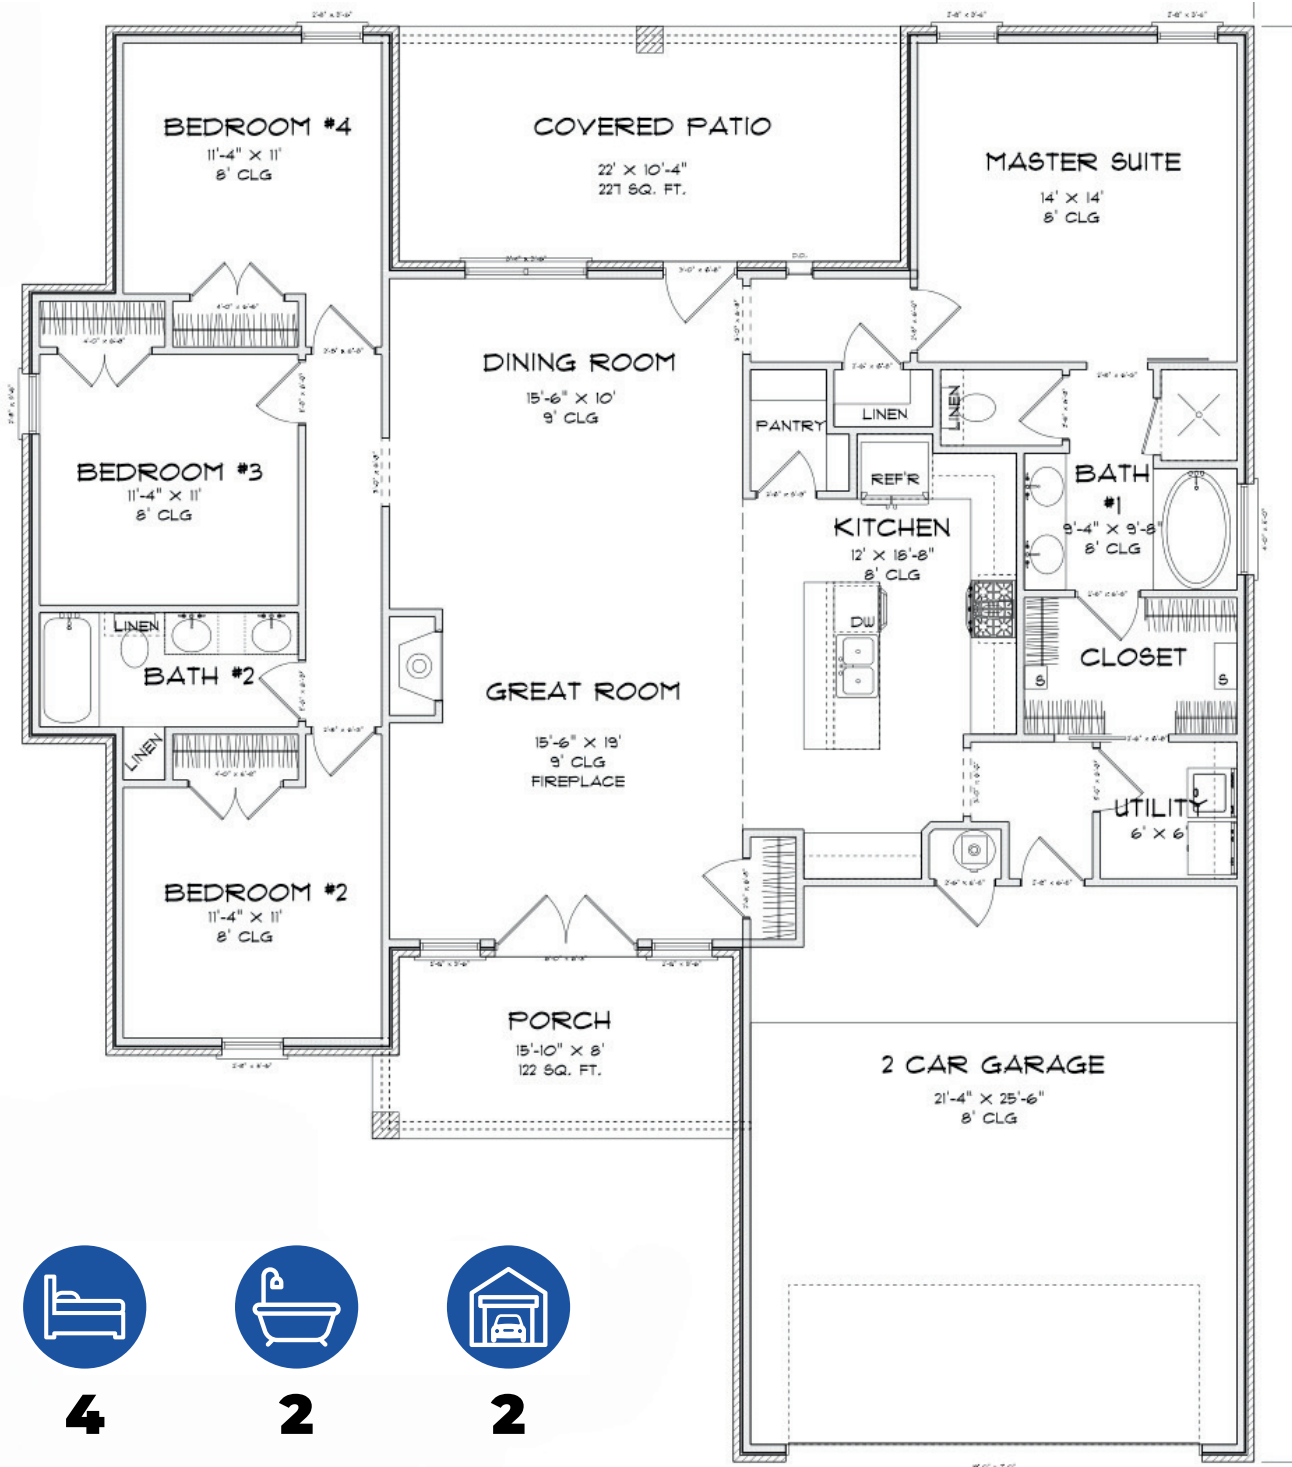 BEDROOM #4
11'-4" X 11'
8' CLG
COVERED PATIO
22' X 10'-4"
227 SQ. FT.
MASTER SUITE
14' X 14'
8' CLG
DINING ROOM
15'-6" X 10'
9' CLG
LINEN
LINEN
PANTRY
REF'R
BEDROOM #3
11'-4" X 11'
8' CLG
BATH
#1
9'-4" X 9'-8"
8' CLG
KITCHEN
12' X 18'-8"
8' CLG
DW
LINEN
BATH #2
LINEN
CLOSET
S
S
GREAT ROOM
15'-6" X 19'
9' CLG
FIREPLACE
UTILITY
6' X 6'
BEDROOM #2
11'-4" X 11'
8' CLG
PORCH
15'-10" X 8'
122 SQ. FT.
2 CAR GARAGE
21'-4" X 25'-6"
8' CLG
4
2
2